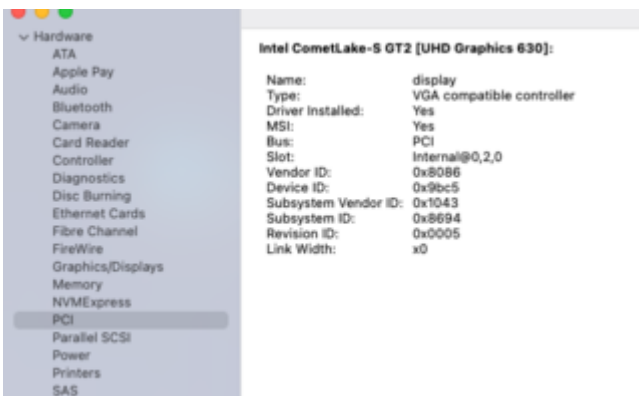 Hardware
ATA
Apple Pay
Audio
Bluetooth
Camera
Card Reader
Controller
Diagnostics
Disc Burning
Ethernet Cards
Fibre Channel
FireWire
Graphics/Displays
Memory
NVMExpress
PCI
Parallel SCSI
Power
Printers
SAS
Intel CometLake-S GT2 [UHD Graphics 630]:
Name: display
Type: VGA compatible controller
Driver Installed: Yes
MSI: Yes
Bus: PCI
Slot: Internal@0,2,0
Vendor ID: 0x8086
Device ID: 0x9bc5
Subsystem Vendor ID: 0x1043
Subsystem ID: 0x8694
Revision ID: 0x0005
Link Width: x0